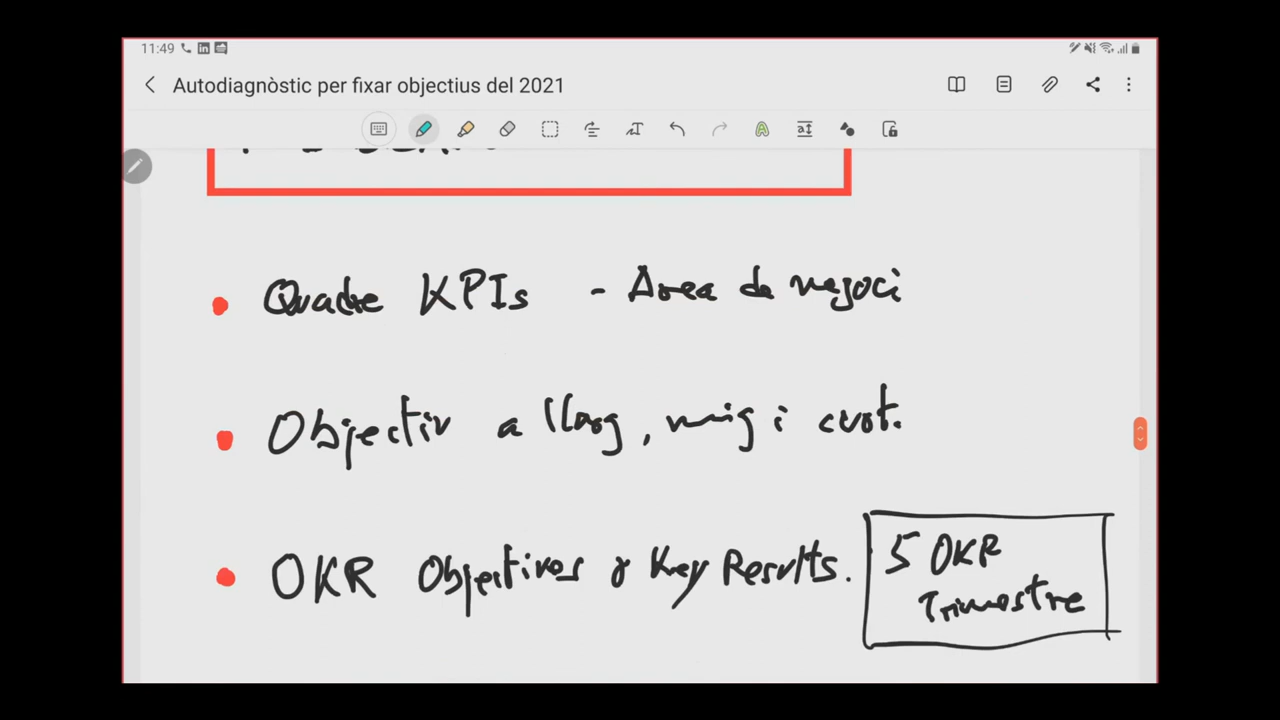 11:49
Autodiagnòstic per fixar objectius del 2021
Quadre KPIs - Àrea de negoci
Objectiu a llarg, mig i curt.
OKR Objectives & Key Results.
5 OKR
Trimestre